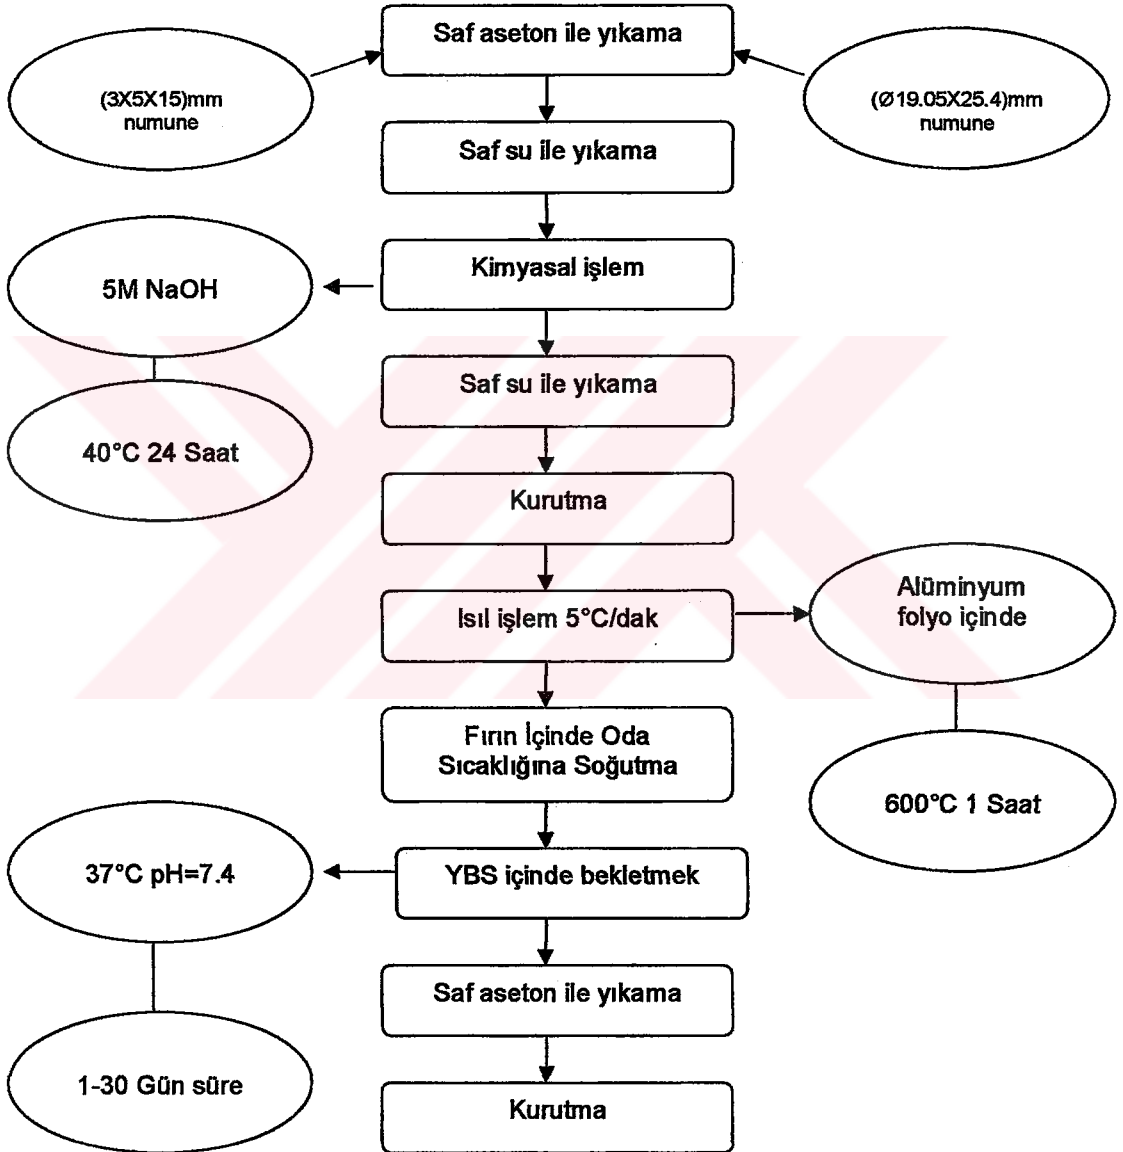 Saf aseton ile yıkama
(3X5X15)mm
numune
(Ø19.05X25.4)mm
numune
Saf su ile yıkama
Kimyasal işlem
5M NaOH
40°C 24 Saat
Saf su ile yıkama
Kurutma
Isıl işlem 5°C/dak
Alüminyum
folyo içinde
600°C 1 Saat
Fırın İçinde Oda
Sıcaklığına Soğutma
YBS içinde bekletmek
37°C pH=7.4
1-30 Gün süre
Saf aseton ile yıkama
Kurutma